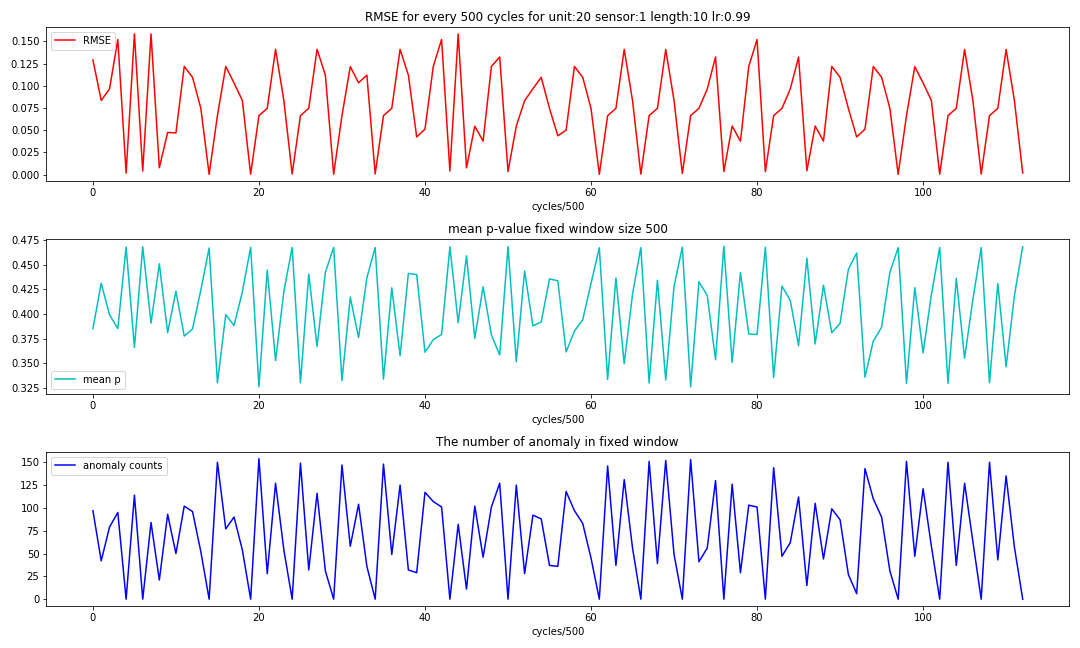 RMSE for every 500 cycles for unit:20 sensor:1 length:10 lr:0.99
RMSE
0.150
0.125
0.100
0.075
0.050
0.025
0.000
0 20 40 60 80 100
cycles/500
mean p-value fixed window size 500
0.475
0.450
0.425
0.400
0.375
0.350
0.325
mean p
0 20 40 60 80 100
cycles/500
The number of anomaly in fixed window
anomaly counts
150
125
100
75
50
25
0
0 20 40 60 80 100
cycles/500